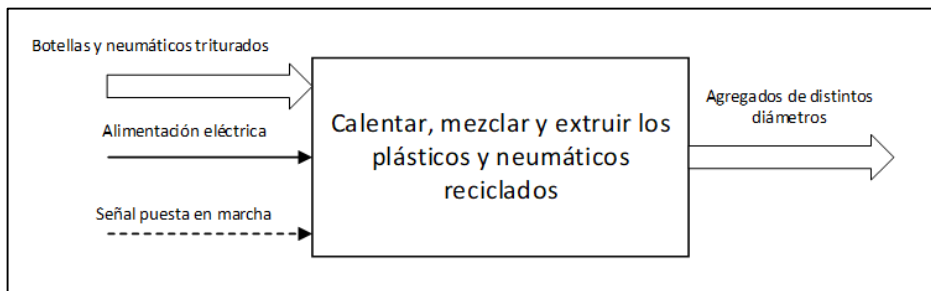 Botellas y neumáticos triturados
Alimentación eléctrica
Señal puesta en marcha
Calentar, mezclar y extruir los
plásticos y neumáticos
reciclados
Agregados de distintos
diámetros